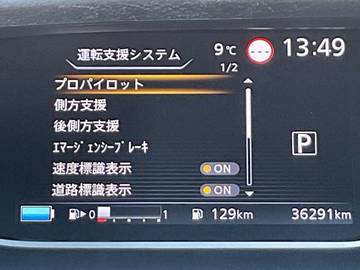 運転支援システム
9℃
13:49
1/2
プロパイロット
側方支援
後側方支援
ｴﾏｰｼﾞｪﾝｼｰﾌﾞﾚｰｷ
速度標識表示 ON
道路標識表示 ON
P
0 1 129km 36291km